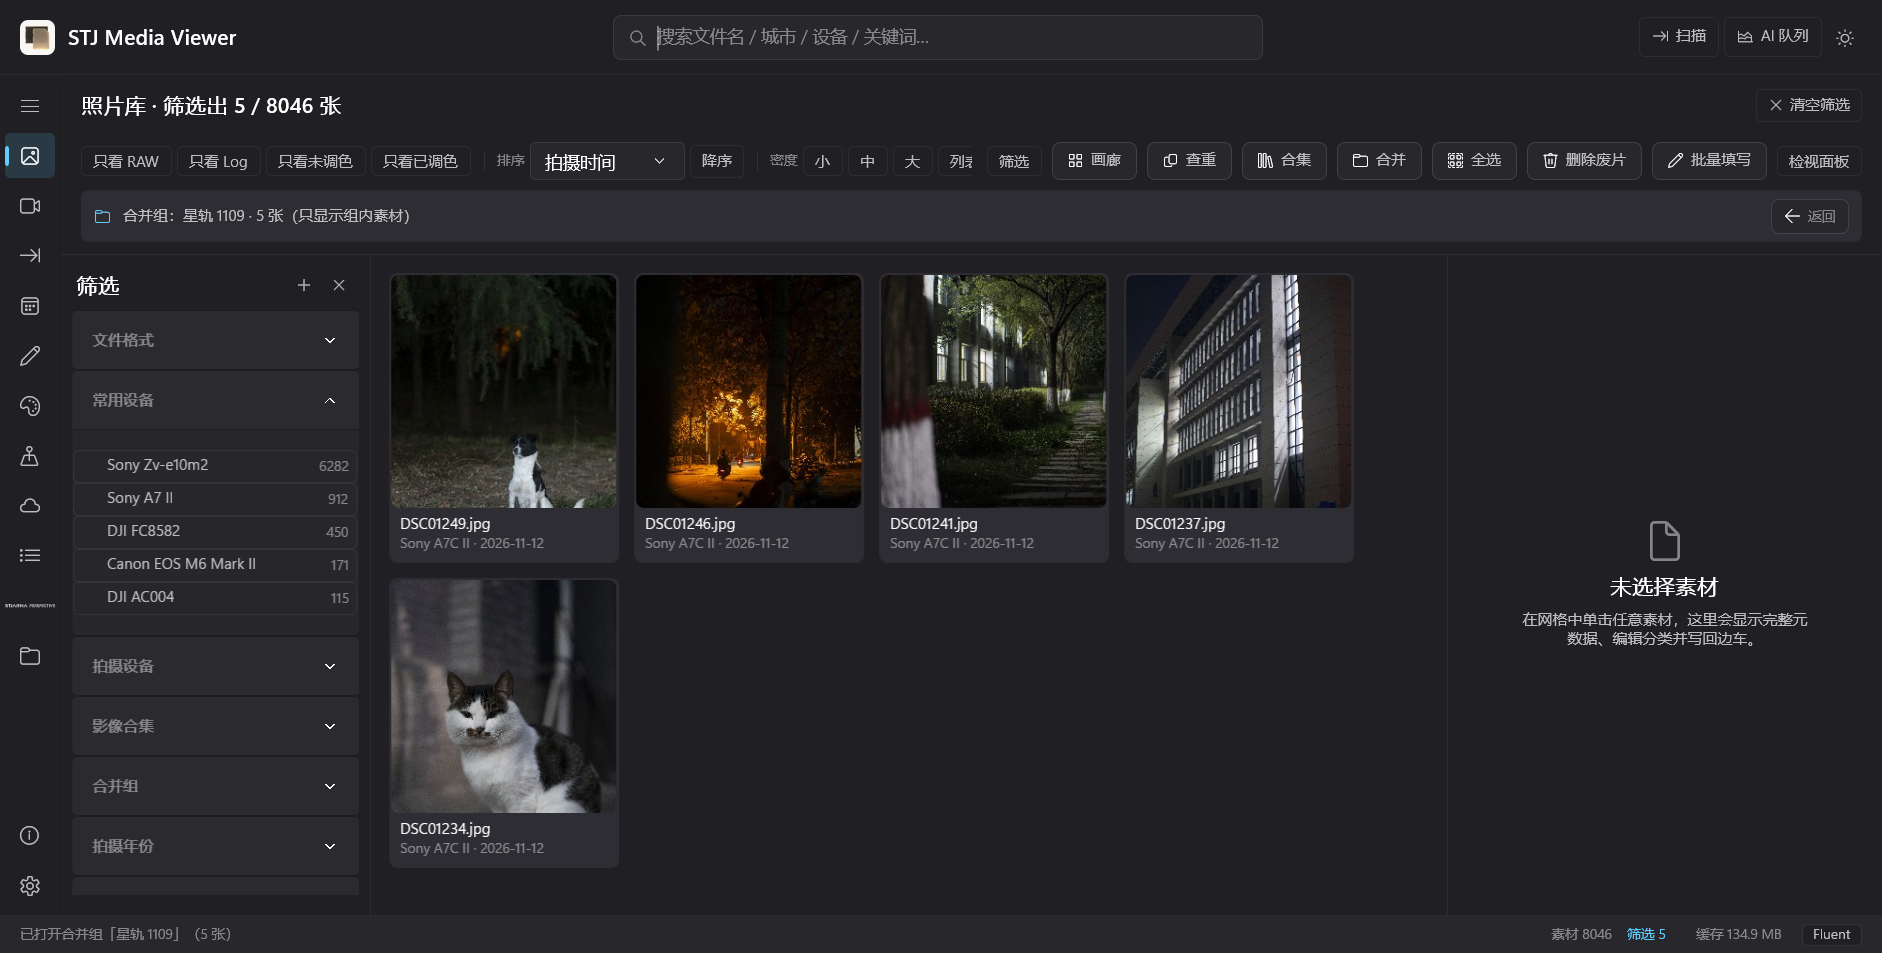 STJ Media Viewer
搜索文件名 / 城市 / 设备 / 关键词...
扫描
AI 队列
照片库 · 筛选出 5 / 8046 张
清空筛选
只看 RAW
只看 Log
只看未调色
只看已调色
排序
拍摄时间
降序
密度
小
中
大
筛选
画廊
查重
合集
合并
全选
删除废片
批量填写
检视面板
合并组：星轨 1109 · 5 张（只显示组内素材）
返回
筛选
文件格式
常用设备
Sony Zv-e10m2 6282
Sony A7 II 912
DJI FC8582 450
Canon EOS M6 Mark II 171
DJI AC004 115
拍摄设备
影像合集
合并组
拍摄年份
DSC01249.jpg
Sony A7C II · 2026-11-12
DSC01246.jpg
Sony A7C II · 2026-11-12
DSC01241.jpg
Sony A7C II · 2026-11-12
DSC01237.jpg
Sony A7C II · 2026-11-12
DSC01234.jpg
Sony A7C II · 2026-11-12
未选择素材
在网格中单击任意素材，这里会显示完整元
数据、编辑分类并写回边车。
已打开合并组「星轨 1109」（5 张）
素材 8046
筛选 5
缓存 134.9 MB
Fluent